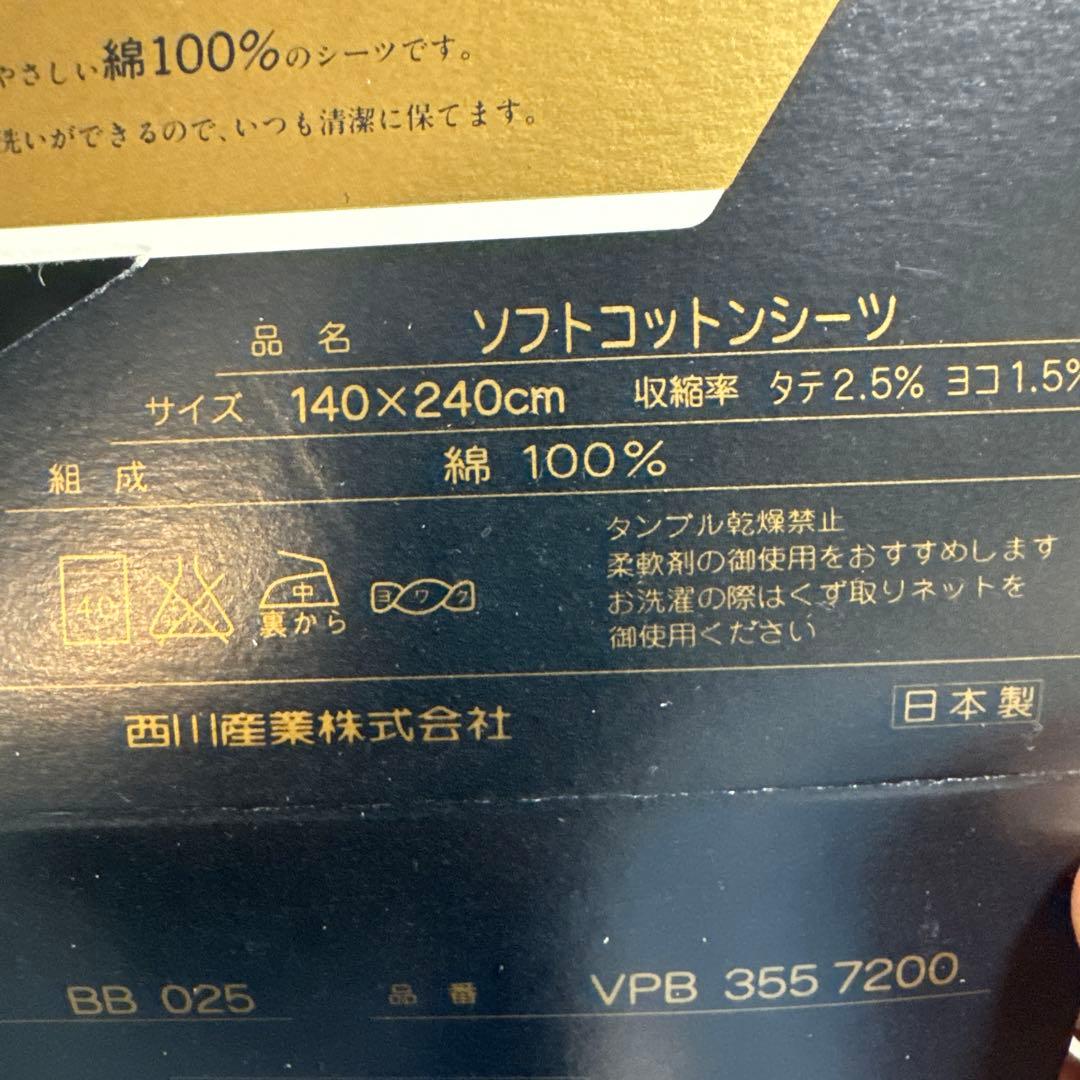 やさしい綿100%のシーツです。
洗いができるので、いつも清潔に保てます。
品名 ソフトコットンシーツ
サイズ 140×240cm 収縮率 タテ2.5% ヨコ1.5%
組成 綿 100%
40
中
裏から
ヨワク
タンブル乾燥禁止
柔軟剤の御使用をおすすめします
お洗濯の際はくず取りネットを
御使用ください
西川産業株式会社
日本製
BB 025 品番 VPB 355 7200